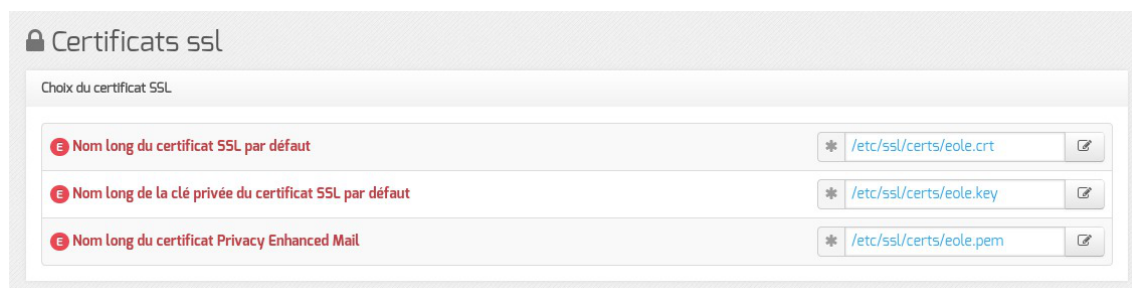 Certificats ssl
Choix du certificat SSL
E Nom long du certificat SSL par défaut * /etc/ssl/certs/eole.crt
E Nom long de la clé privée du certificat SSL par défaut * /etc/ssl/certs/eole.key
E Nom long du certificat Privacy Enhanced Mail * /etc/ssl/certs/eole.pem